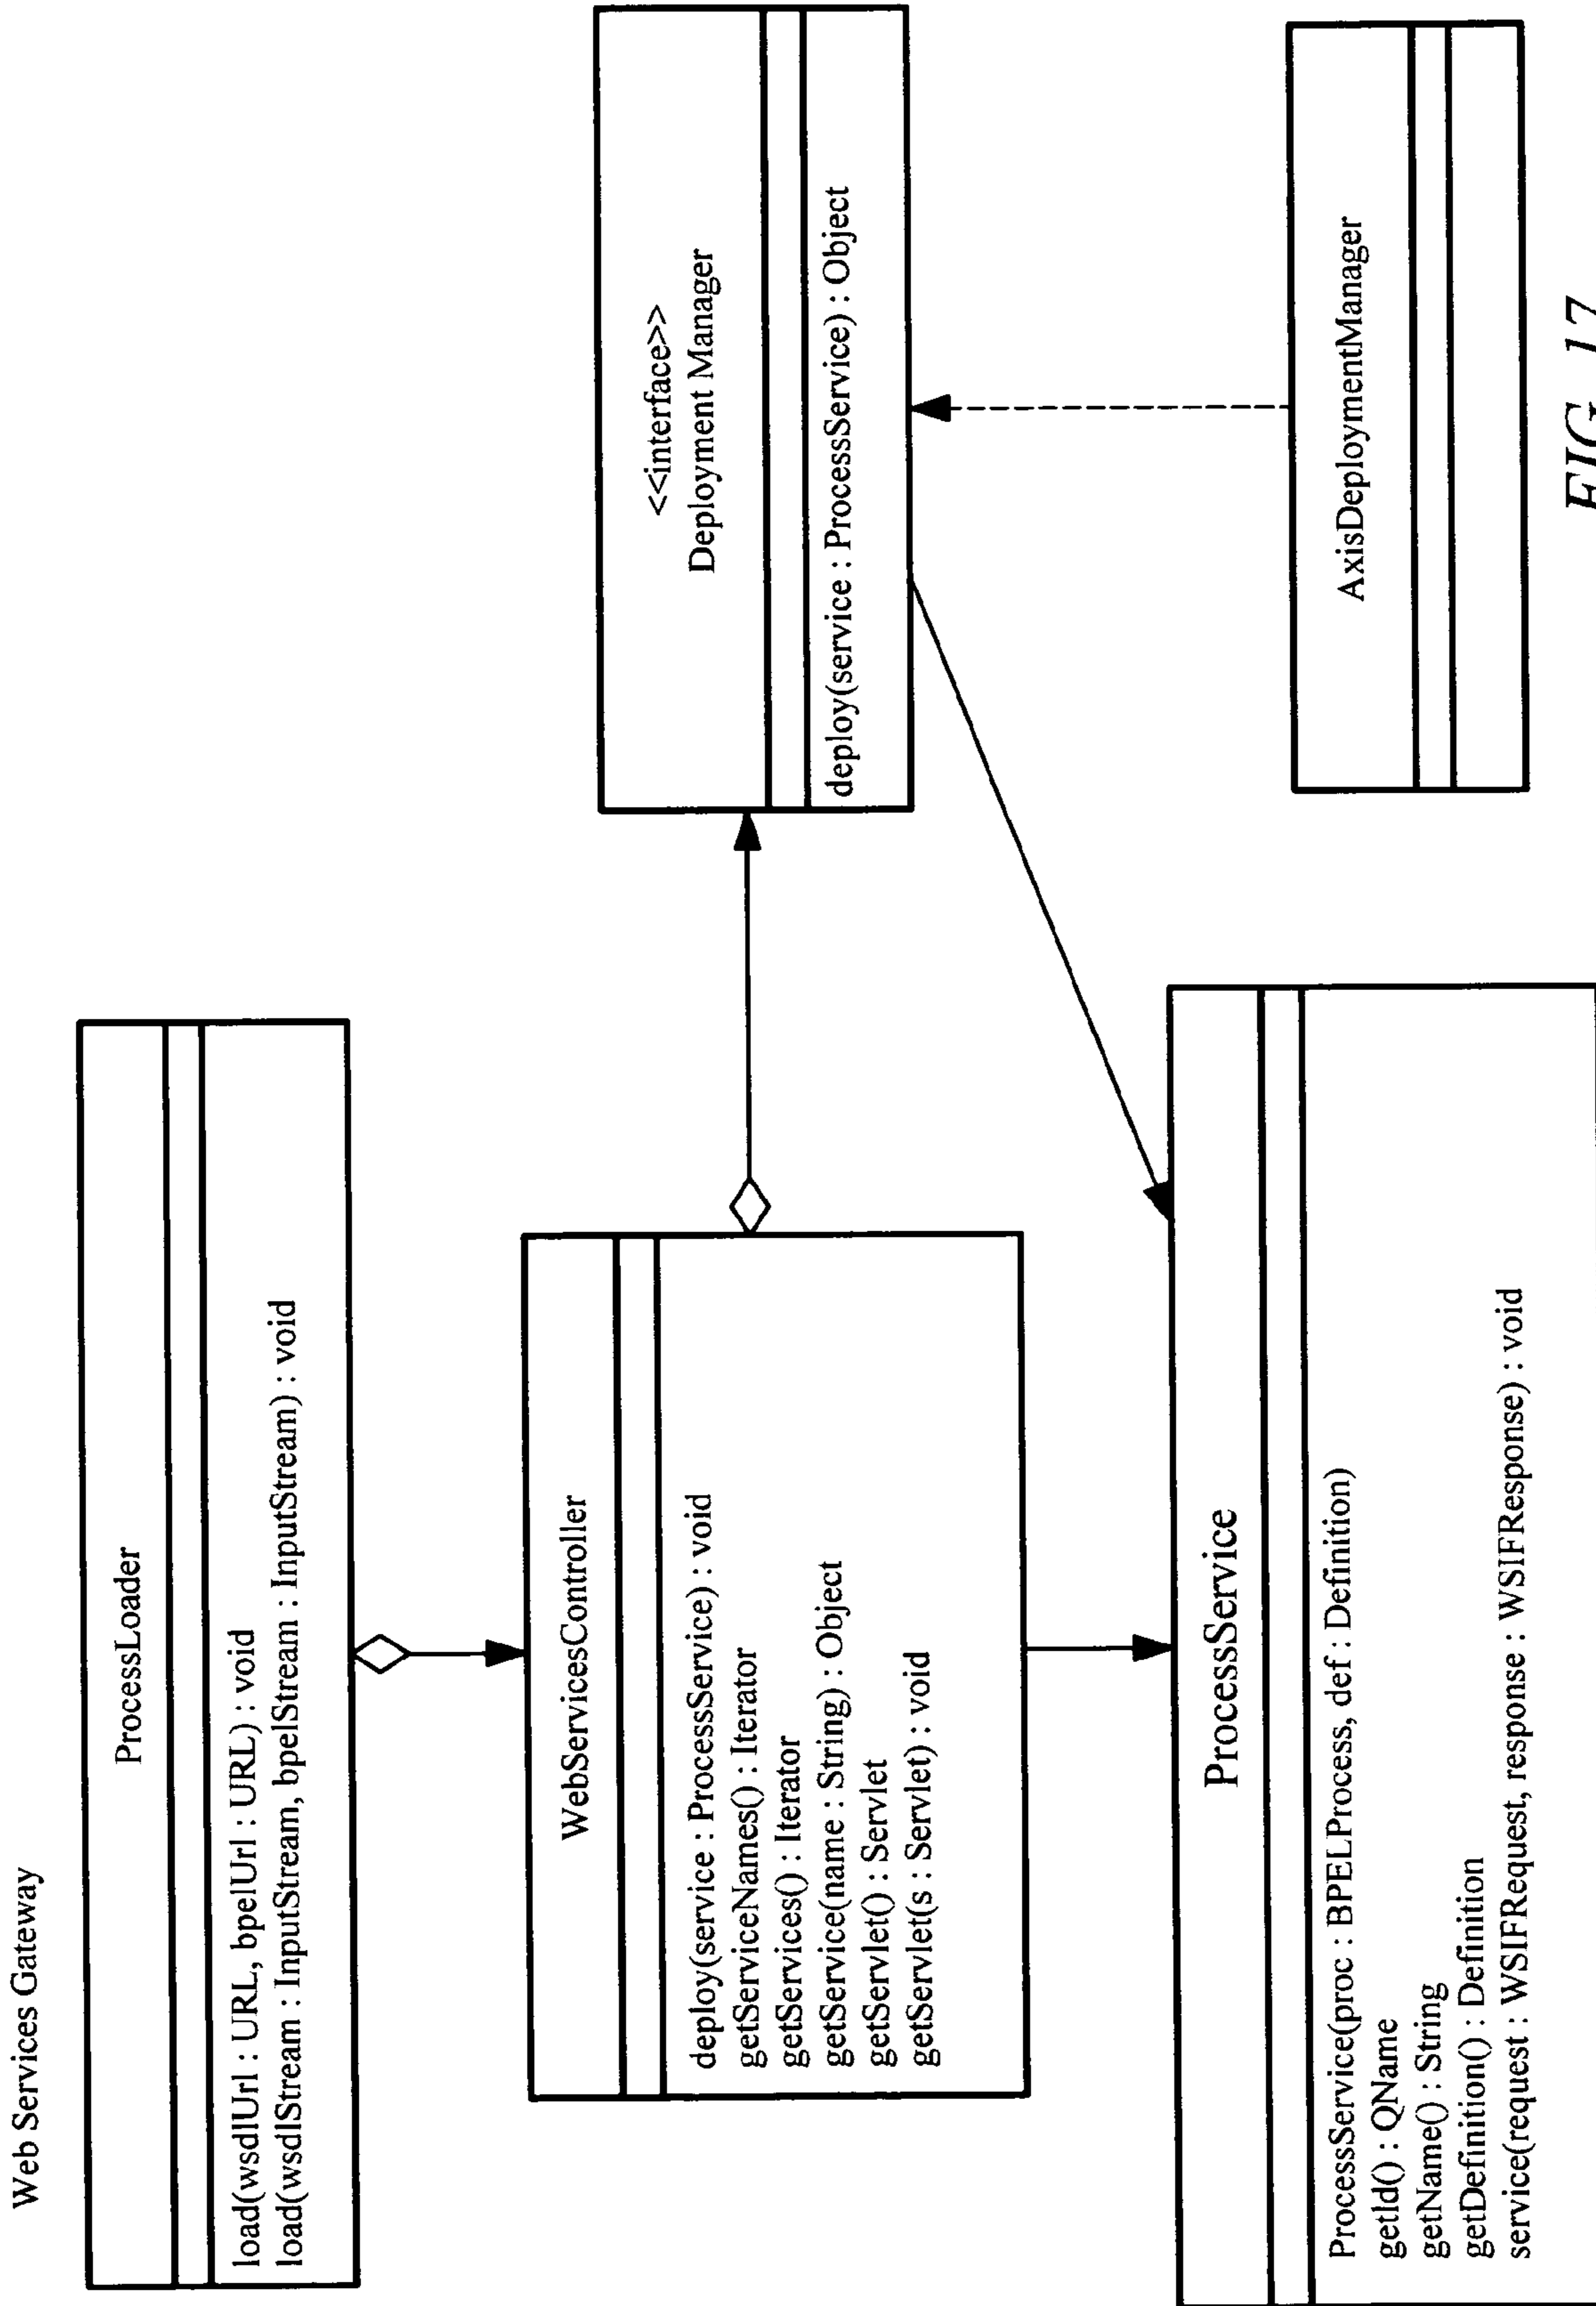 Web Services Gateway
ProcessLoader
load(wsdlUrl : URL, bpelUrl : URL) : void
load(wsdlStream : InputStream, bpelStream : InputStream) : void
WebServicesController
deploy(service : ProcessService) : void
getServiceNames() : Iterator
getServices() : Iterator
getService(name : String) : Object
getServlet() : Servlet
getServlet(s : Servlet) : void
<<interface>>
Deployment Manager
deploy(service : ProcessService) : Object
ProcessService
ProcessService(proc : BPELProcess, def : Definition)
getId() : QName
getName() : String
getDefinition() : Definition
service(request : WSIFRequest, response : WSIFResponse) : void
AxisDeploymentManager
FIG. 17